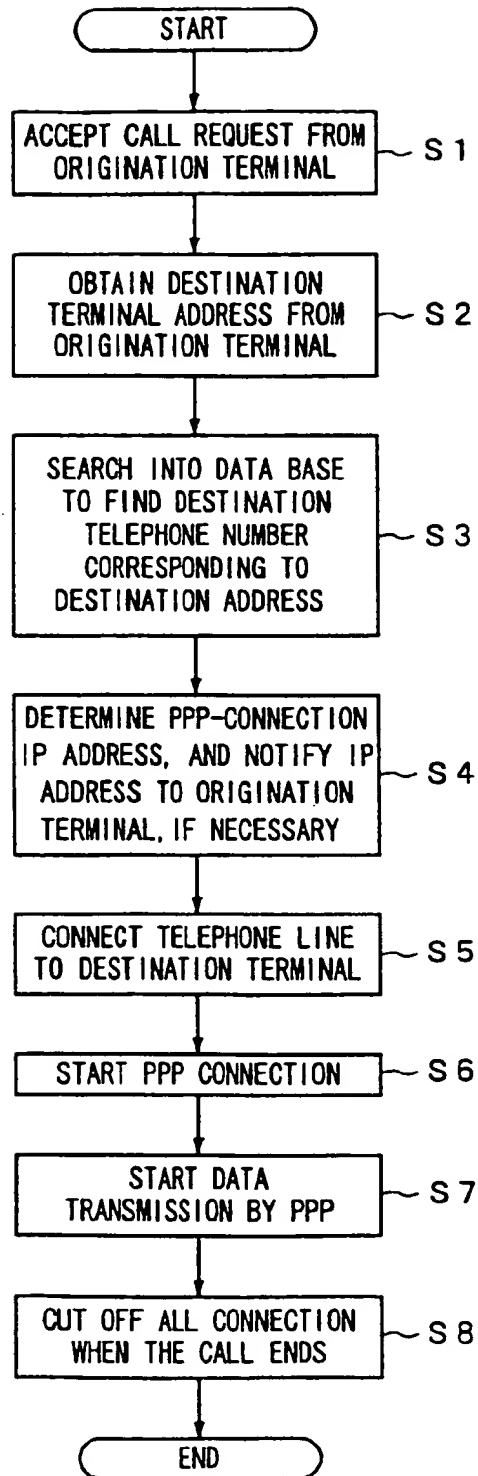 START
ACCEPT CALL REQUEST FROM
ORIGINATION TERMINAL
S1
OBTAIN DESTINATION
TERMINAL ADDRESS FROM
ORIGINATION TERMINAL
S2
SEARCH INTO DATA BASE
TO FIND DESTINATION
TELEPHONE NUMBER
CORRESPONDING TO
DESTINATION ADDRESS
S3
DETERMINE PPP-CONNECTION
IP ADDRESS, AND NOTIFY IP
ADDRESS TO ORIGINATION
TERMINAL, IF NECESSARY
S4
CONNECT TELEPHONE LINE
TO DESTINATION TERMINAL
S5
START PPP CONNECTION
S6
START DATA
TRANSMISSION BY PPP
S7
CUT OFF ALL CONNECTION
WHEN THE CALL ENDS
S8
END